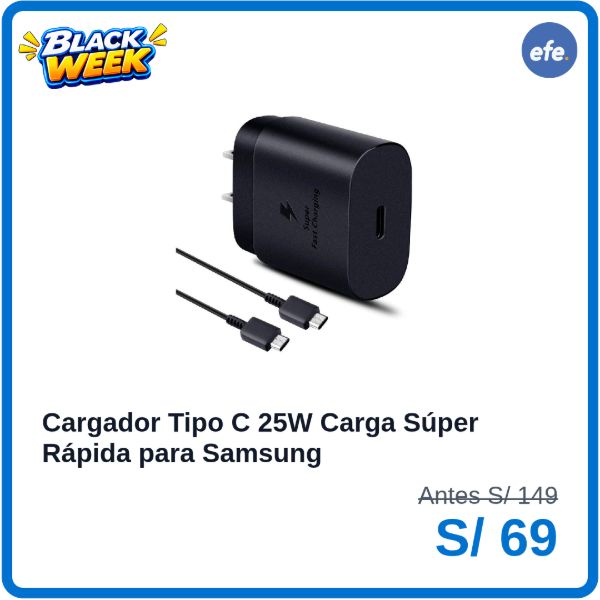 BLACK
WEEK
efe.
Super
Fast Charging
Cargador Tipo C 25W Carga Súper
Rápida para Samsung
Antes S/ 149
S/ 69